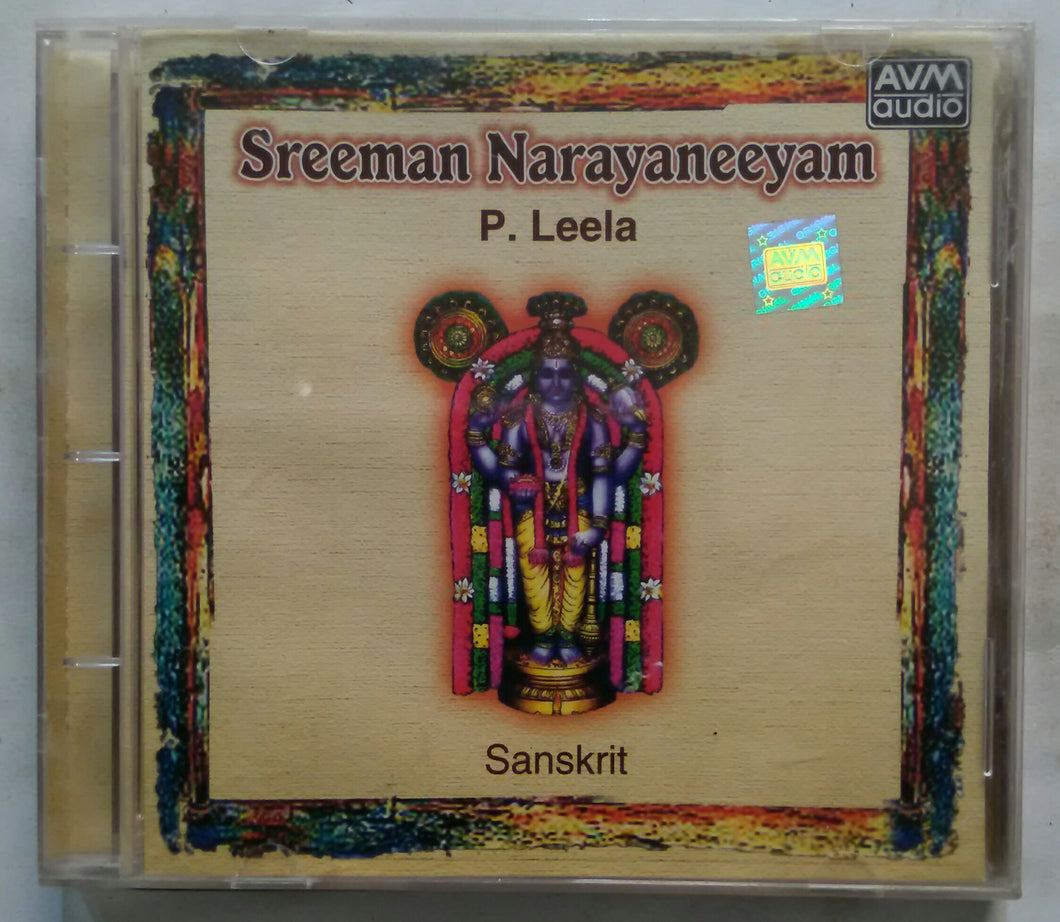 AVM
audio
Sreeman Narayaneeyam
P. Leela
AVM
audio
Sanskrit